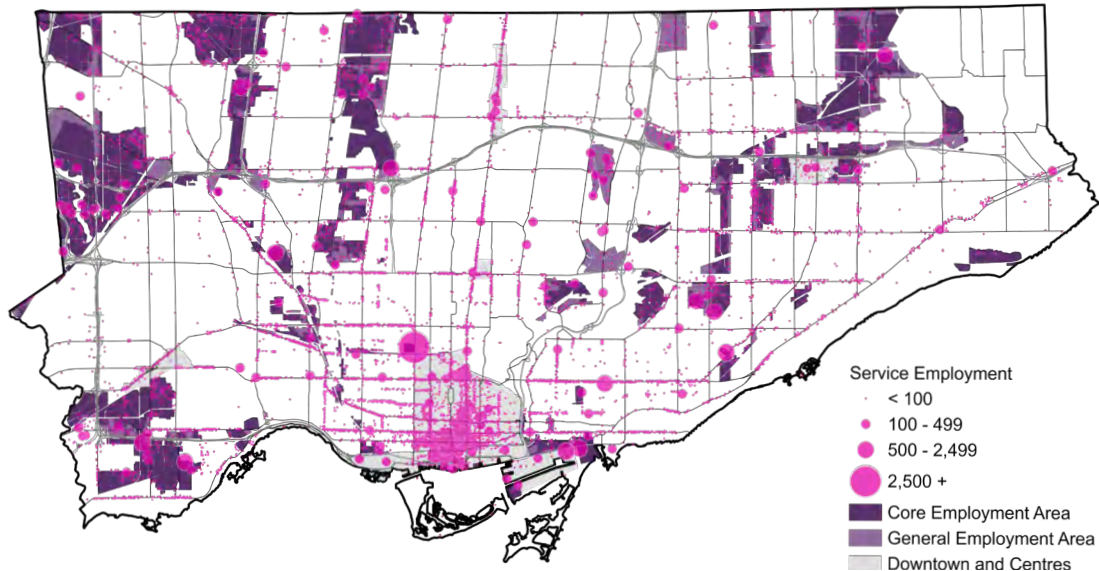 Service Employment
< 100
100 - 499
500 - 2,499
2,500 +
Core Employment Area
General Employment Area
Downtown and Centres